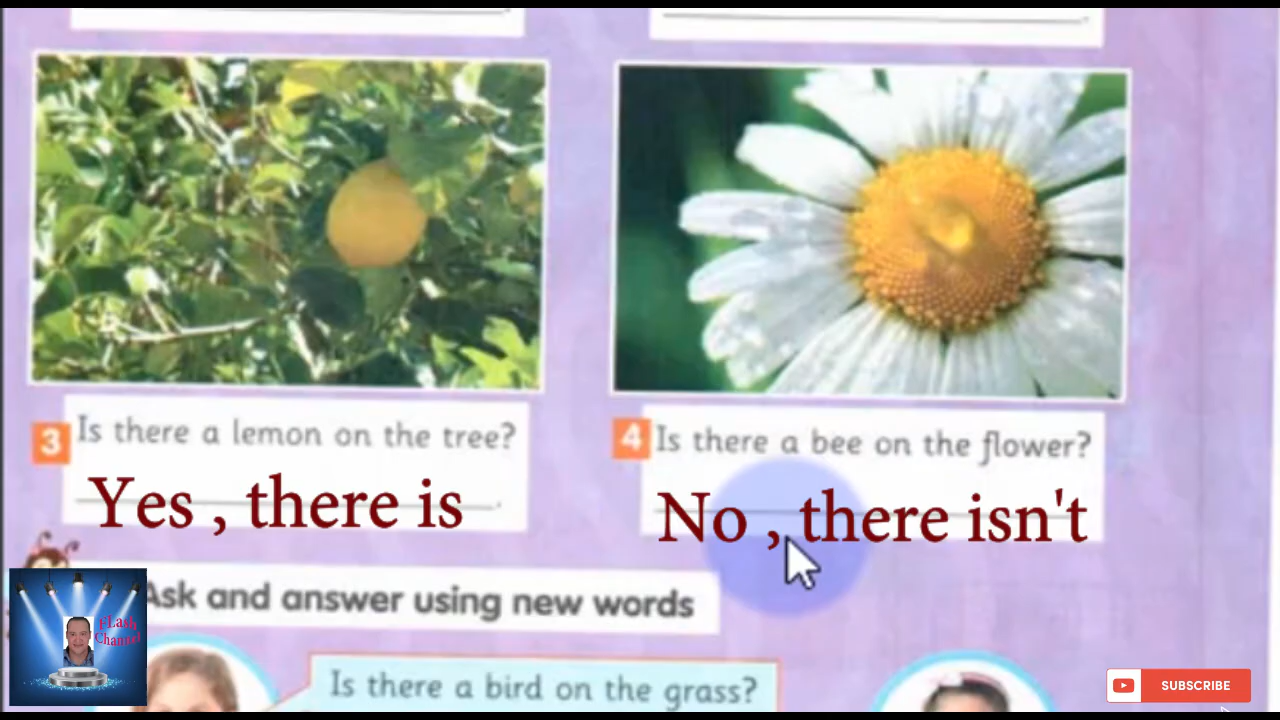 3 Is there a lemon on the tree?
Yes , there is
4 Is there a bee on the flower?
No , there isn't
Ask and answer using new words
Is there a bird on the grass?
FLash
Channel
SUBSCRIBE